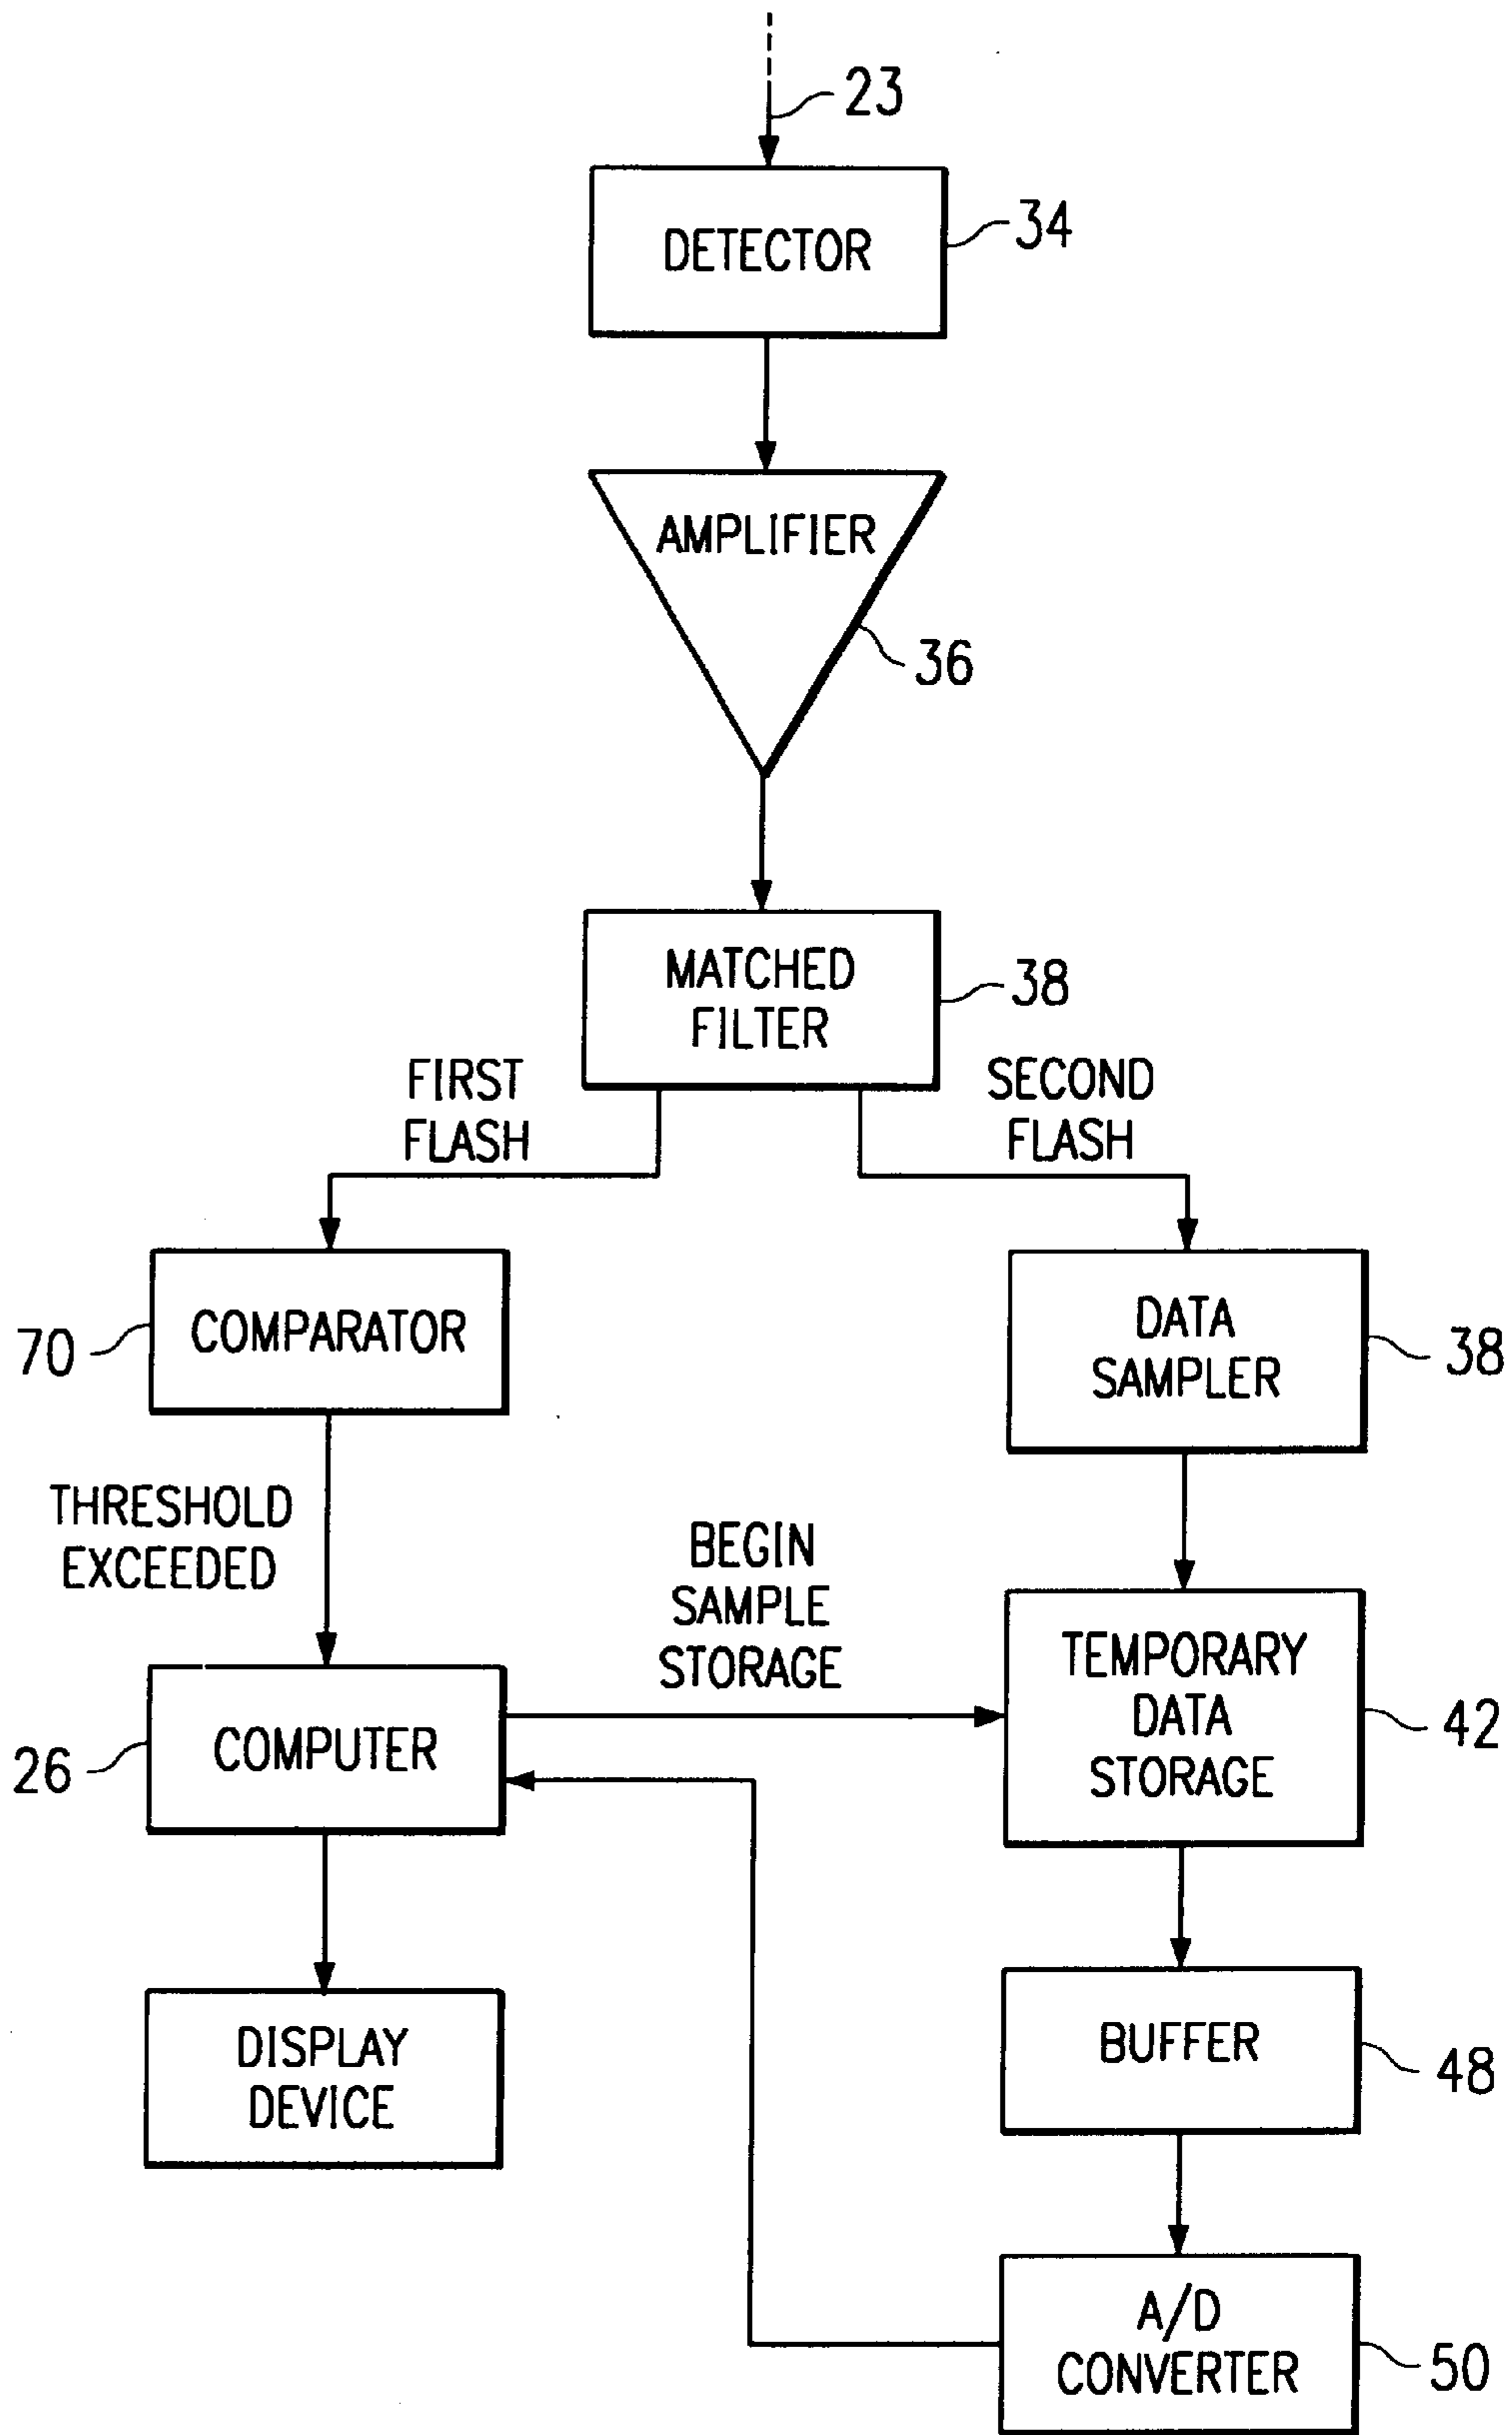 23
DETECTOR
34
AMPLIFIER
36
MATCHED
FILTER
38
FIRST
FLASH
SECOND
FLASH
COMPARATOR
70
DATA
SAMPLER
38
THRESHOLD
EXCEEDED
BEGIN
SAMPLE
STORAGE
TEMPORARY
DATA
STORAGE
42
COMPUTER
26
DISPLAY
DEVICE
BUFFER
48
A/D
CONVERTER
50